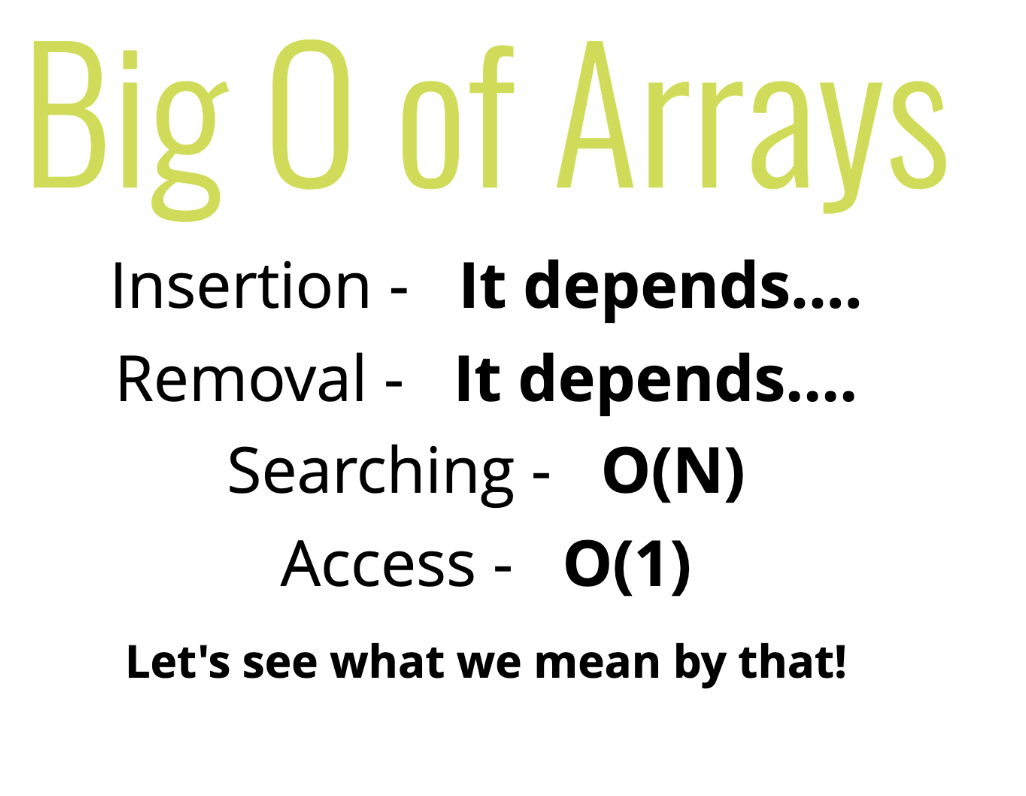 Big O of Arrays
Insertion -   It depends....
Removal -   It depends....
Searching -   O(N)
Access -   O(1)
Let's see what we mean by that!